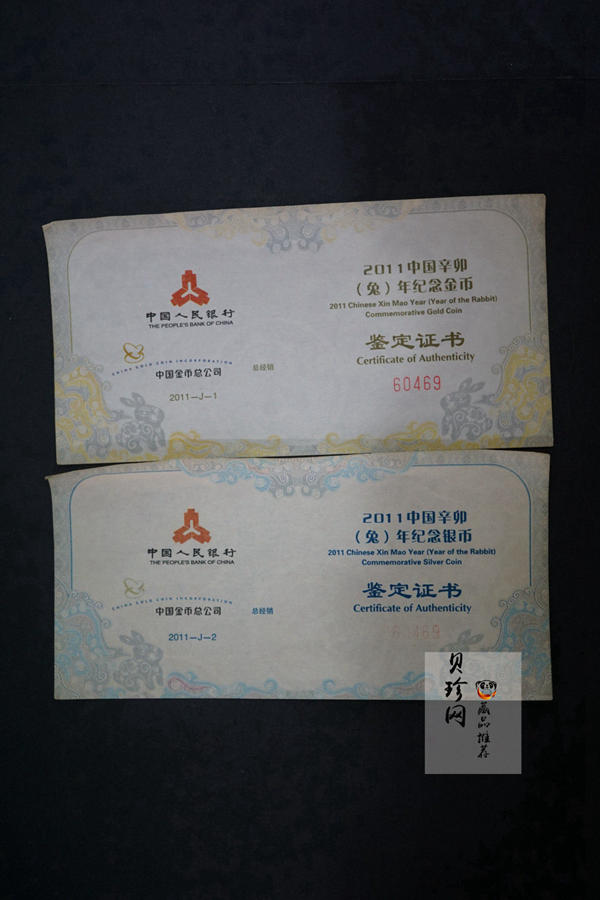 2011中国辛卯
（兔）年纪念金币
2011 Chinese Xin Mao Year (Year of the Rabbit)
Commemorative Gold Coin
中国人民银行
THE PEOPLE'S BANK OF CHINA
鉴定证书
Certificate of Authenticity
CHINA GOLD COIN INCORPORATION
中国金币总公司
总经销
60469
2011—J—1
2011中国辛卯
（兔）年纪念银币
2011 Chinese Xin Mao Year (Year of the Rabbit)
Commemorative Silver Coin
中国人民银行
THE PEOPLE'S BANK OF CHINA
鉴定证书
Certificate of Authenticity
CHINA GOLD COIN INCORPORATION
中国金币总公司
总经销
60469
2011—J—2
贝珍网
藏品推荐